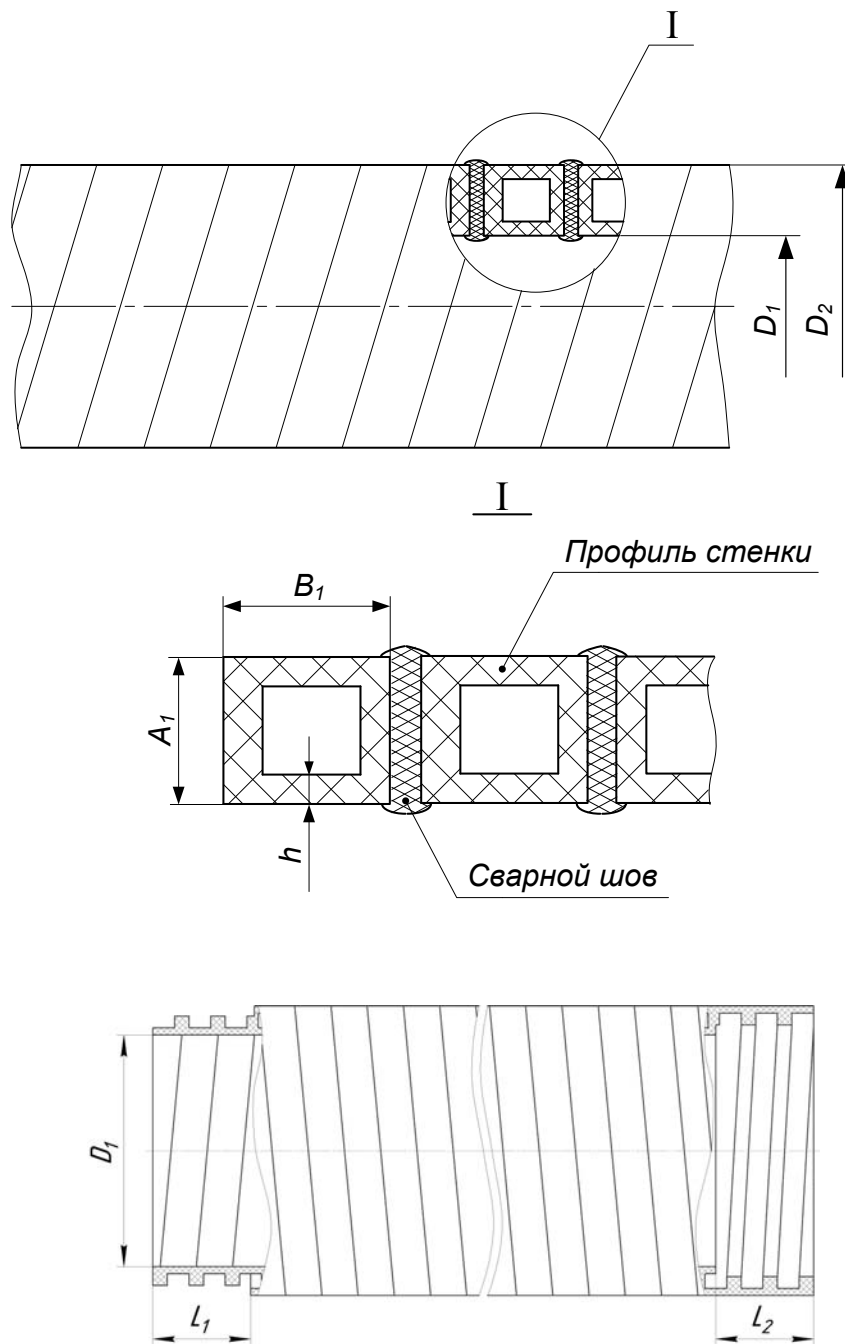 I
D₁
D₂
I
Профиль стенки
B₁
A₁
h
Сварной шов
D₁
L₁
L₂